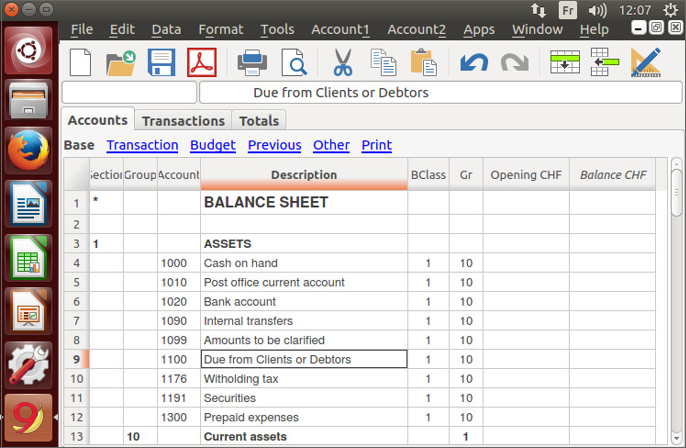 Fr 12:07
File Edit Data Format Tools Account1 Account2 Apps Window Help
Due from Clients or Debtors
Accounts Transactions Totals
Base Transaction Budget Previous Other Print
Section Group Account Description BClass Gr Opening CHF Balance CHF
1 * BALANCE SHEET
2
3 1 ASSETS
4 1000 Cash on hand 1 10
5 1010 Post office current account 1 10
6 1020 Bank account 1 10
7 1090 Internal transfers 1 10
8 1099 Amounts to be clarified 1 10
9 1100 Due from Clients or Debtors 1 10
10 1176 Witholding tax 1 10
11 1191 Securities 1 10
12 1300 Prepaid expenses 1 10
13 10 Current assets 1